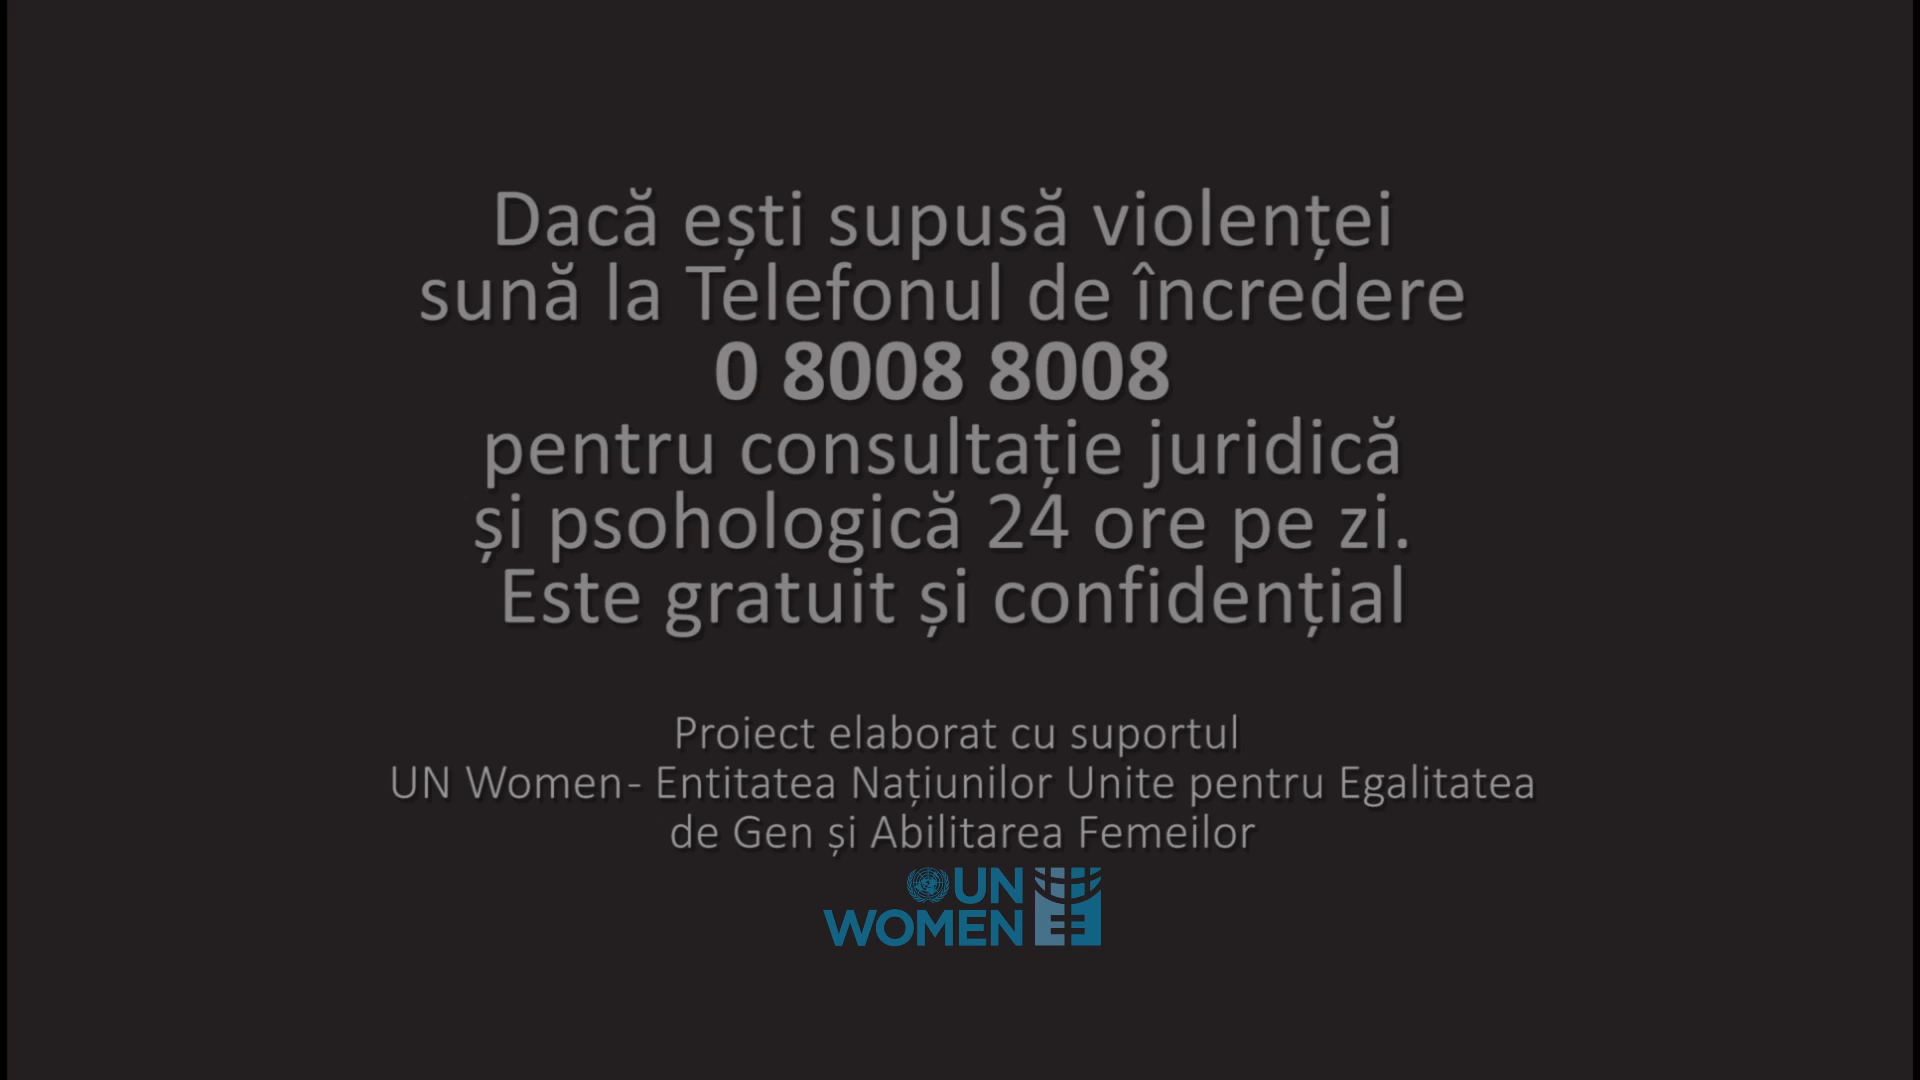 Dacă ești supusă violenței
sună la Telefonul de încredere
0 8008 8008
pentru consultație juridică
și psohologică 24 ore pe zi.
Este gratuit și confidențial
Proiect elaborat cu suportul
UN Women- Entitatea Națiunilor Unite pentru Egalitatea
de Gen și Abilitarea Femeilor
UN
WOMEN